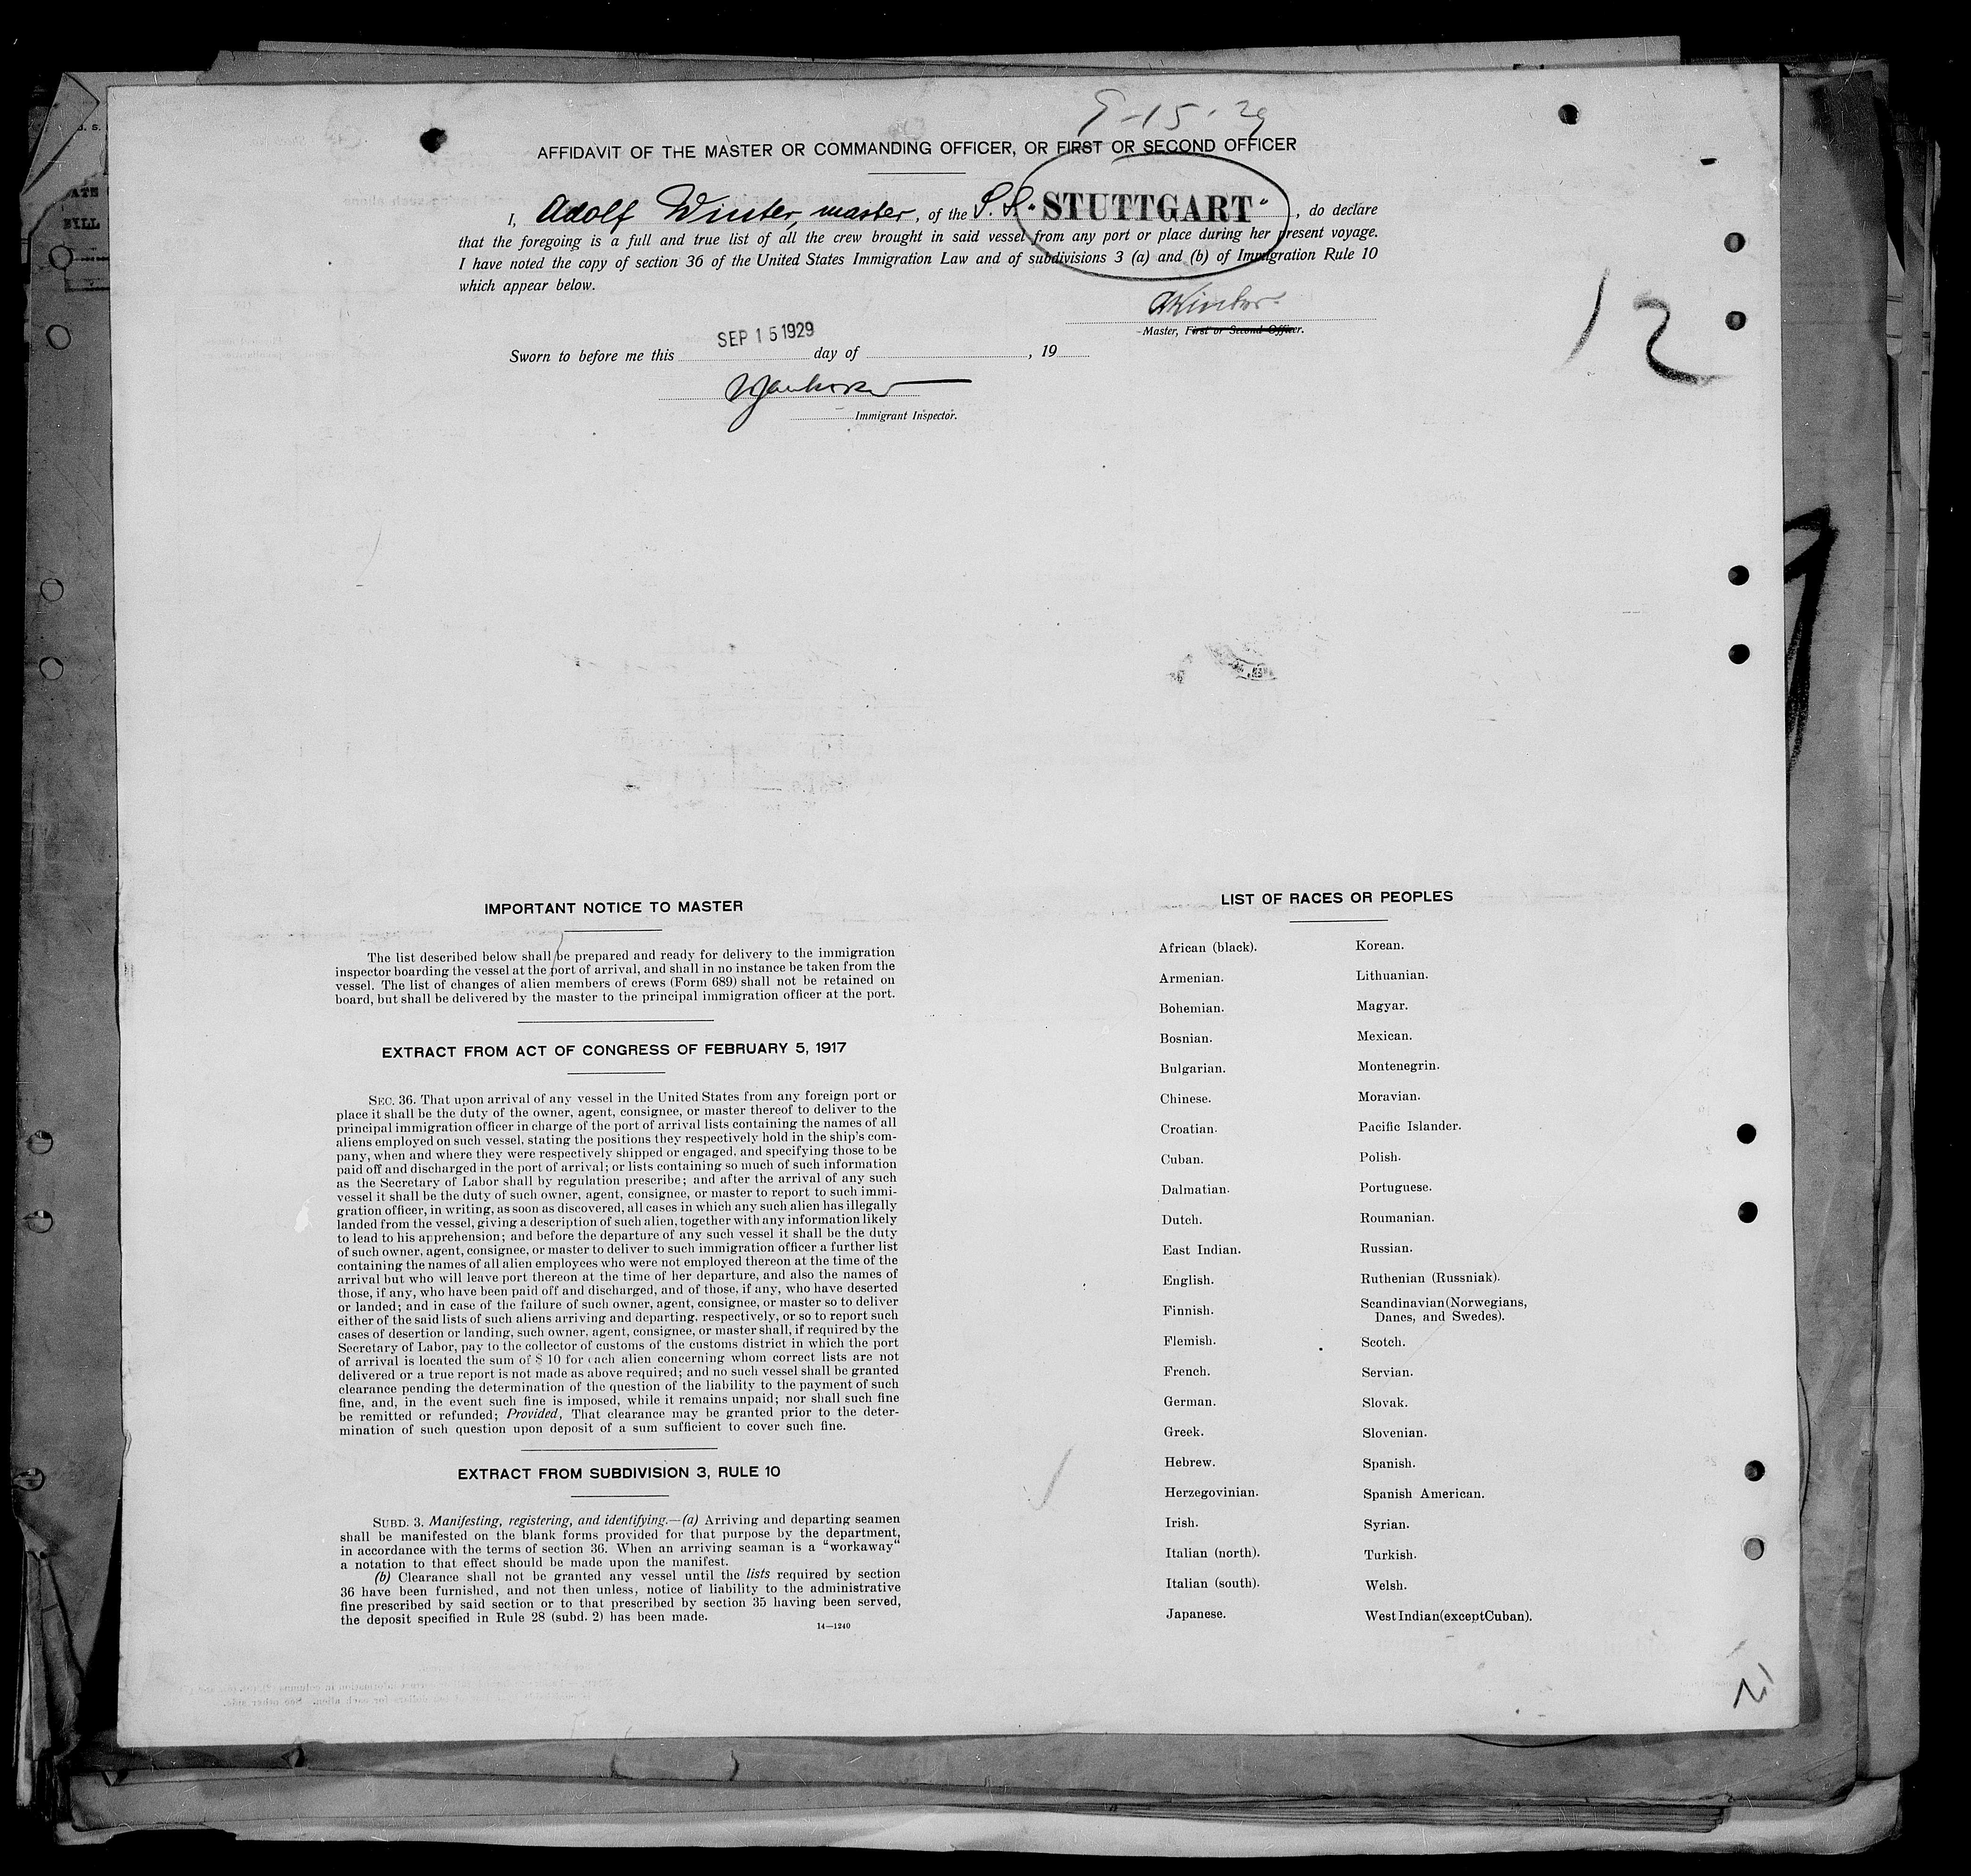 9-15-29
AFFIDAVIT OF THE MASTER OR COMMANDING OFFICER, OR FIRST OR SECOND OFFICER
I, Adolf Winter, master, of the S.S. "STUTTGART", do declare
that the foregoing is a full and true list of all the crew brought in said vessel from any port or place during her present voyage.
I have noted the copy of section 36 of the United States Immigration Law and of subdivisions 3 (a) and (b) of Immigration Rule 10
which appear below.
AWinter.
Master, First or Second Officer.
12
SEP 15 1929
Sworn to before me this day of , 19
Immigrant Inspector.
IMPORTANT NOTICE TO MASTER
The list described below shall be prepared and ready for delivery to the immigration
inspector boarding the vessel at the port of arrival, and shall in no instance be taken from the
vessel. The list of changes of alien members of crews (Form 689) shall not be retained on
board, but shall be delivered by the master to the principal immigration officer at the port.
EXTRACT FROM ACT OF CONGRESS OF FEBRUARY 5, 1917
SEC. 36. That upon arrival of any vessel in the United States from any foreign port or
place it shall be the duty of the owner, agent, consignee, or master thereof to deliver to the
principal immigration officer in charge of the port of arrival lists containing the names of all
aliens employed on such vessel, stating the positions they respectively hold in the ship's com-
pany, when and where they were respectively shipped or engaged, and specifying those to be
paid off and discharged in the port of arrival; or lists containing so much of such information
as the Secretary of Labor shall by regulation prescribe; and after the arrival of any such
vessel it shall be the duty of such owner, agent, consignee, or master to report to such immi-
gration officer, in writing, as soon as discovered, all cases in which any such alien has illegally
landed from the vessel, giving a description of such alien, together with any information likely
to lead to his apprehension; and before the departure of any such vessel it shall be the duty
of such owner, agent, consignee, or master to deliver to such immigration officer a further list
containing the names of all alien employees who were not employed thereon at the time of the
arrival but who will leave port thereon at the time of her departure, and also the names of
those, if any, who have been paid off and discharged, and of those, if any, who have deserted
or landed; and in case of the failure of such owner, agent, consignee, or master so to deliver
either of the said lists of such aliens arriving and departing, respectively, or so to report such
cases of desertion or landing, such owner, agent, consignee, or master shall, if required by the
Secretary of Labor, pay to the collector of customs of the customs district in which the port
of arrival is located the sum of $ 10 for each alien concerning whom correct lists are not
delivered or a true report is not made as above required; and no such vessel shall be granted
clearance pending the determination of the question of the liability to the payment of such
fine, and, in the event such fine is imposed, while it remains unpaid; nor shall such fine
be remitted or refunded; Provided, That clearance may be granted prior to the deter-
mination of such question upon deposit of a sum sufficient to cover such fine.
EXTRACT FROM SUBDIVISION 3, RULE 10
SUBD. 3. Manifesting, registering, and identifying.—(a) Arriving and departing seamen
shall be manifested on the blank forms provided for that purpose by the department,
in accordance with the terms of section 36. When an arriving seaman is a "workaway"
a notation to that effect should be made upon the manifest.
(b) Clearance shall not be granted any vessel until the lists required by section
36 have been furnished, and not then unless, notice of liability to the administrative
fine prescribed by said section or to that prescribed by section 35 having been served,
the deposit specified in Rule 28 (subd. 2) has been made.
14—1240
LIST OF RACES OR PEOPLES
African (black).
Armenian.
Bohemian.
Bosnian.
Bulgarian.
Chinese.
Croatian.
Cuban.
Dalmatian.
Dutch.
East Indian.
English.
Finnish.
Flemish.
French.
German.
Greek.
Hebrew.
Herzegovinian.
Irish.
Italian (north).
Italian (south).
Japanese.
Korean.
Lithuanian.
Magyar.
Mexican.
Montenegrin.
Moravian.
Pacific Islander.
Polish.
Portuguese.
Roumanian.
Russian.
Ruthenian (Russniak).
Scandinavian (Norwegians,
Danes, and Swedes).
Scotch.
Servian.
Slovak.
Slovenian.
Spanish.
Spanish American.
Syrian.
Turkish.
Welsh.
West Indian (except Cuban).